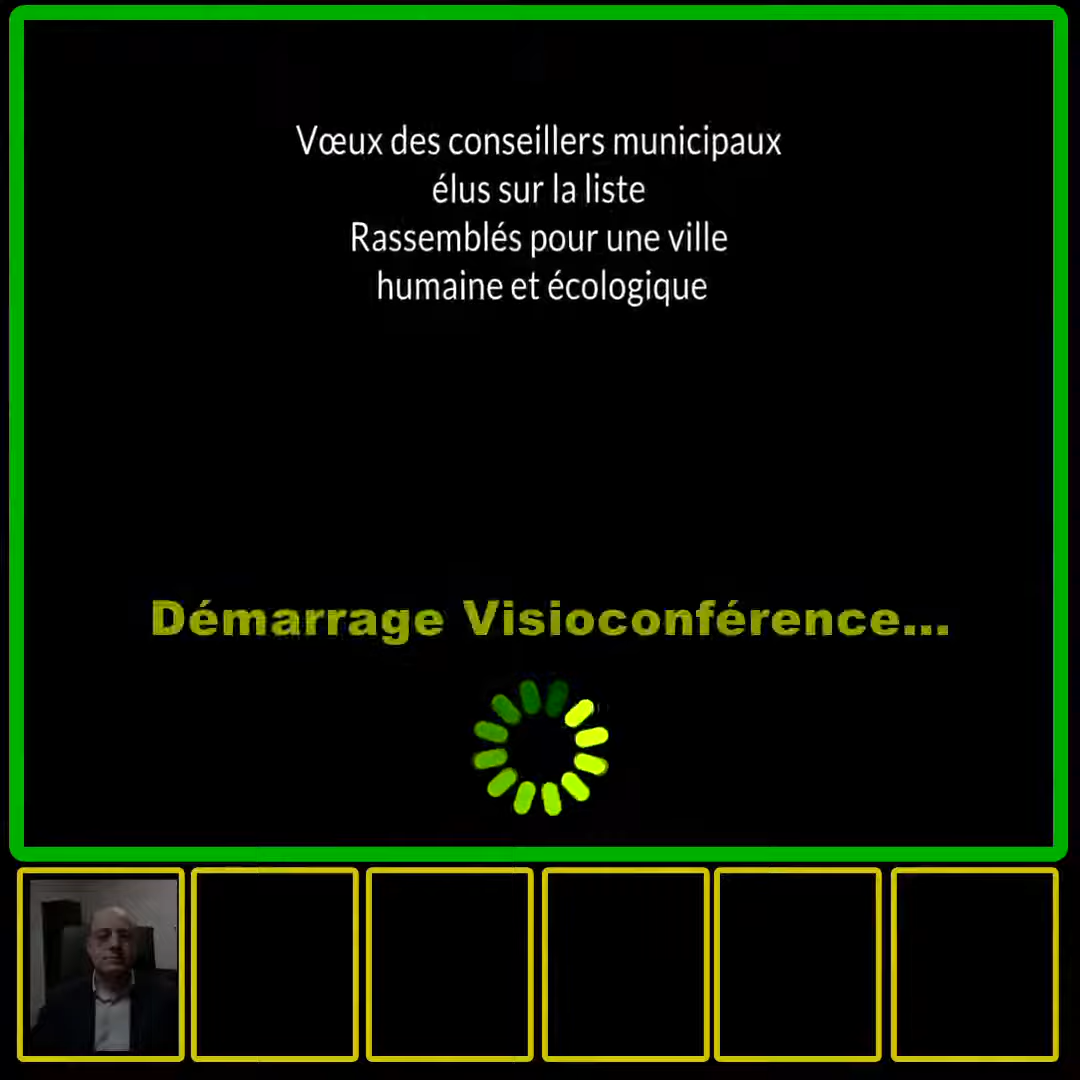 Vœux des conseillers municipaux
élus sur la liste
Rassemblés pour une ville
humaine et écologique
Démarrage Visioconférence...